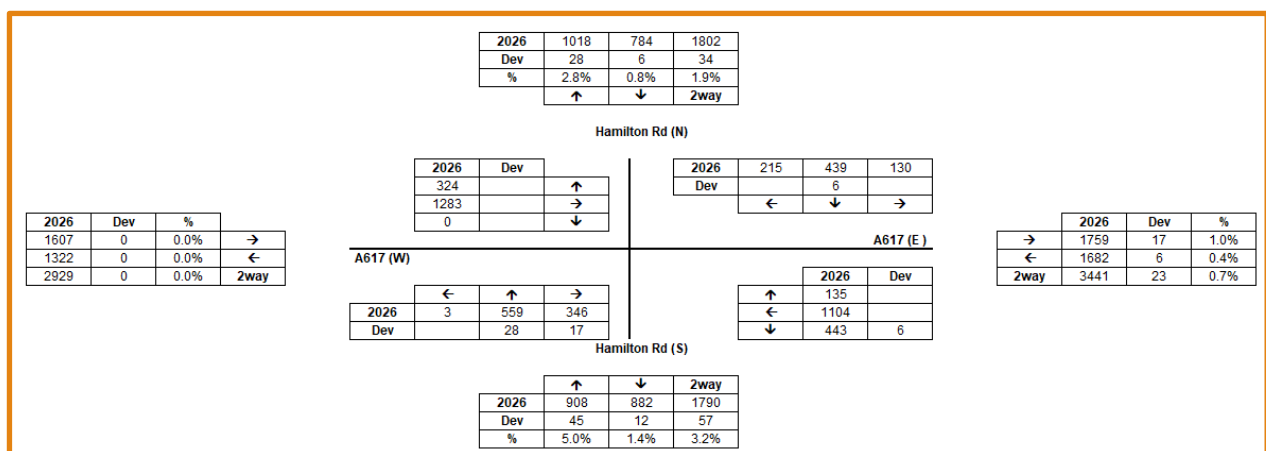 2026 1018 784 1802
Dev 28 6 34
% 2.8% 0.8% 1.9%
↑ ↓ 2way
Hamilton Rd (N)
2026 Dev
324 ↑
1283 →
0 ↓
2026 215 439 130
Dev 6
← ↓ →
2026 Dev %
1607 0 0.0% →
1322 0 0.0% ←
2929 0 0.0% 2way
A617 (W)
A617 (E )
2026 Dev %
→ 1759 17 1.0%
← 1682 6 0.4%
2way 3441 23 0.7%
← ↑ →
2026 3 559 346
Dev 28 17
2026 Dev
↑ 135
← 1104
↓ 443 6
Hamilton Rd (S)
↑ ↓ 2way
2026 908 882 1790
Dev 45 12 57
% 5.0% 1.4% 3.2%